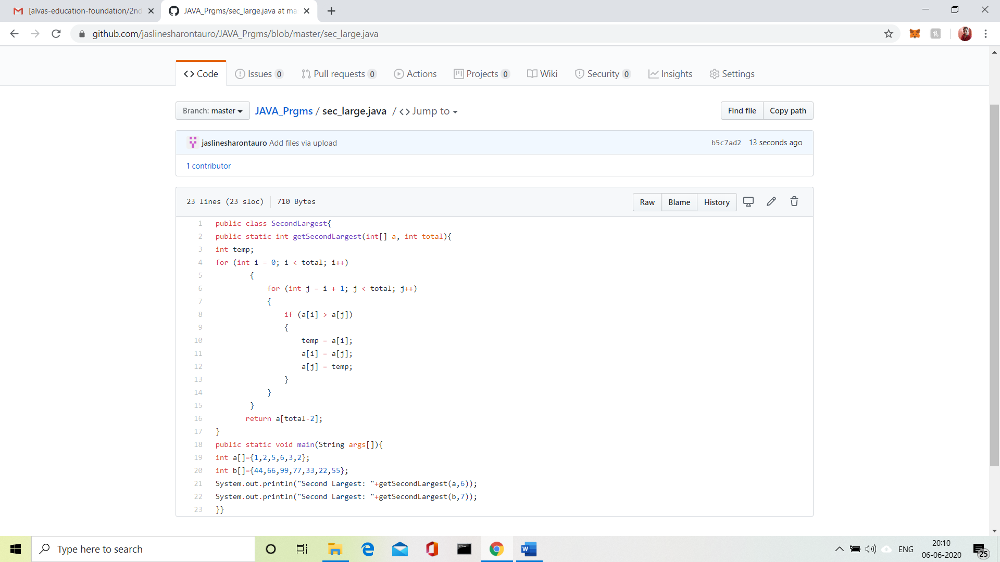 [alvas-education-foundation/2nd
JAVA_Prgms/sec_large.java at ma
github.com/jaslinesharontauro/JAVA_Prgms/blob/master/sec_large.java
Code Issues 0 Pull requests 0 Actions Projects 0 Wiki Security 0 Insights Settings
Branch: master JAVA_Prgms / sec_large.java / <> Jump to Find file Copy path
jaslinesharontauro Add files via upload b5c7ad2 13 seconds ago
1 contributor
23 lines (23 sloc) 710 Bytes Raw Blame History
1 public class SecondLargest{
2 public static int getSecondLargest(int[] a, int total){
3 int temp;
4 for (int i = 0; i < total; i++)
5 {
6 for (int j = i + 1; j < total; j++)
7 {
8 if (a[i] > a[j])
9 {
10 temp = a[i];
11 a[i] = a[j];
12 a[j] = temp;
13 }
14 }
15 }
16 return a[total-2];
17 }
18 public static void main(String args[]){
19 int a[]={1,2,5,6,3,2};
20 int b[]={44,66,99,77,33,22,55};
21 System.out.println("Second Largest: "+getSecondLargest(a,6));
22 System.out.println("Second Largest: "+getSecondLargest(b,7));
23 }}
Type here to search
ENG
20:10
06-06-2020
25